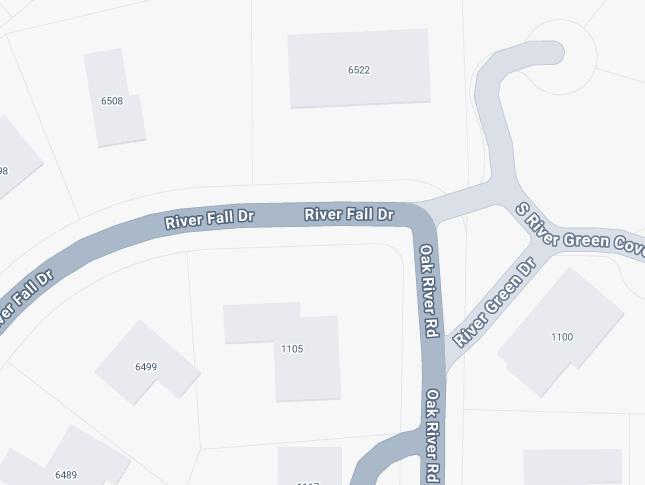 6522
6508
98
River Fall Dr
River Fall Dr
S River Green Cove
Oak River Rd
River Green Dr
ver Fall Dr
1100
1105
6499
Oak River Rd
6489